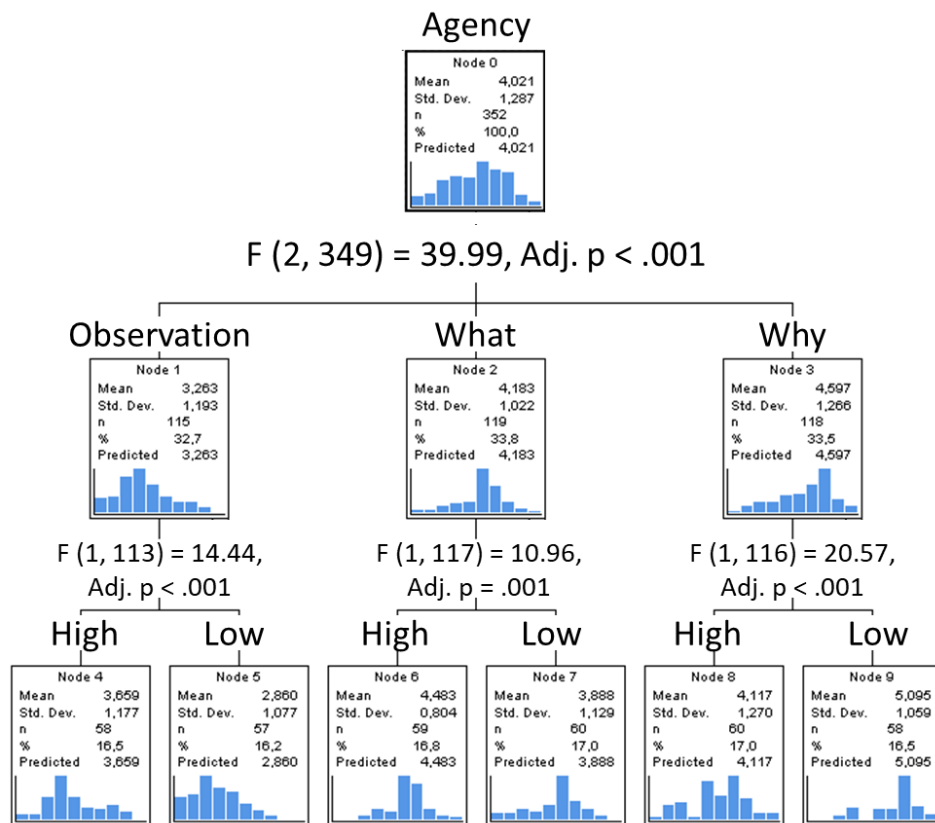 Agency
Node 0
Mean 4,021
Std. Dev. 1,287
n 352
% 100,0
Predicted 4,021
F (2, 349) = 39.99, Adj. p < .001
Observation
Node 1
Mean 3,263
Std. Dev. 1,193
n 115
% 32,7
Predicted 3,263
What
Node 2
Mean 4,183
Std. Dev. 1,022
n 119
% 33,8
Predicted 4,183
Why
Node 3
Mean 4,597
Std. Dev. 1,266
n 118
% 33,5
Predicted 4,597
F (1, 113) = 14.44,
Adj. p < .001
F (1, 117) = 10.96,
Adj. p = .001
F (1, 116) = 20.57,
Adj. p < .001
High
Node 4
Mean 3,659
Std. Dev. 1,177
n 58
% 16,5
Predicted 3,659
Low
Node 5
Mean 2,860
Std. Dev. 1,077
n 57
% 16,2
Predicted 2,860
High
Node 6
Mean 4,483
Std. Dev. 0,804
n 59
% 16,8
Predicted 4,483
Low
Node 7
Mean 3,888
Std. Dev. 1,129
n 60
% 17,0
Predicted 3,888
High
Node 8
Mean 4,117
Std. Dev. 1,270
n 60
% 17,0
Predicted 4,117
Low
Node 9
Mean 5,095
Std. Dev. 1,059
n 58
% 16,5
Predicted 5,095